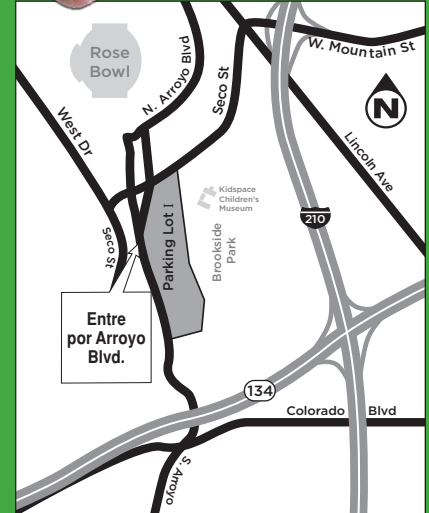 Rose
Bowl
N. Arroyo Blvd
Seco St
W. Mountain St
N
West Dr
Lincoln Ave
Kidspace
Children's
Museum
210
Parking Lot I
Brookside
Park
Seco St
Entre
por Arroyo
Blvd.
134
Colorado Blvd
S. Arroyo